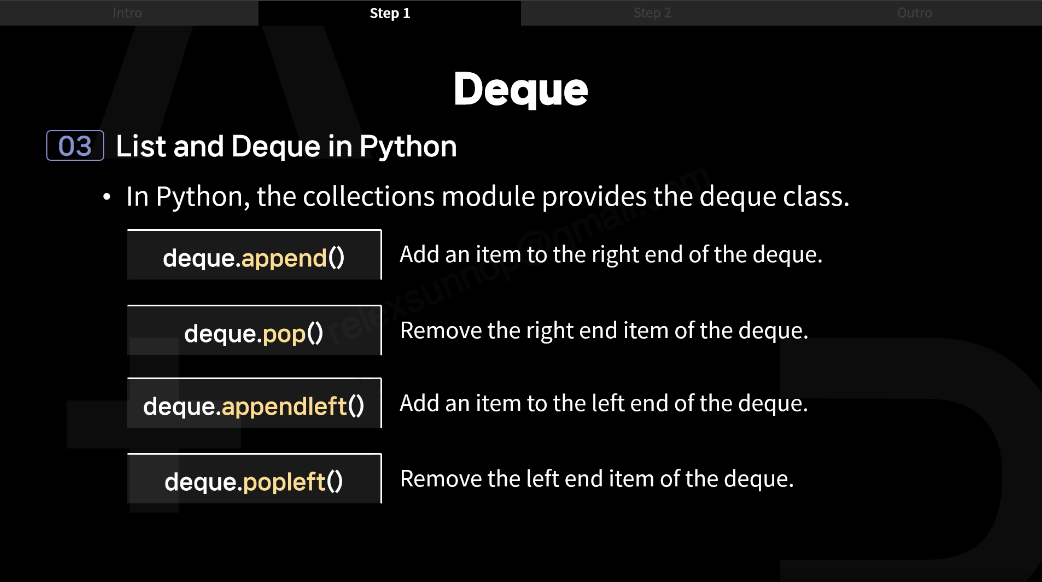 Intro
Step 1
Step 2
Outro
Deque
03 List and Deque in Python
• In Python, the collections module provides the deque class.
deque.append() Add an item to the right end of the deque.
deque.pop() Remove the right end item of the deque.
deque.appendleft() Add an item to the left end of the deque.
deque.popleft() Remove the left end item of the deque.